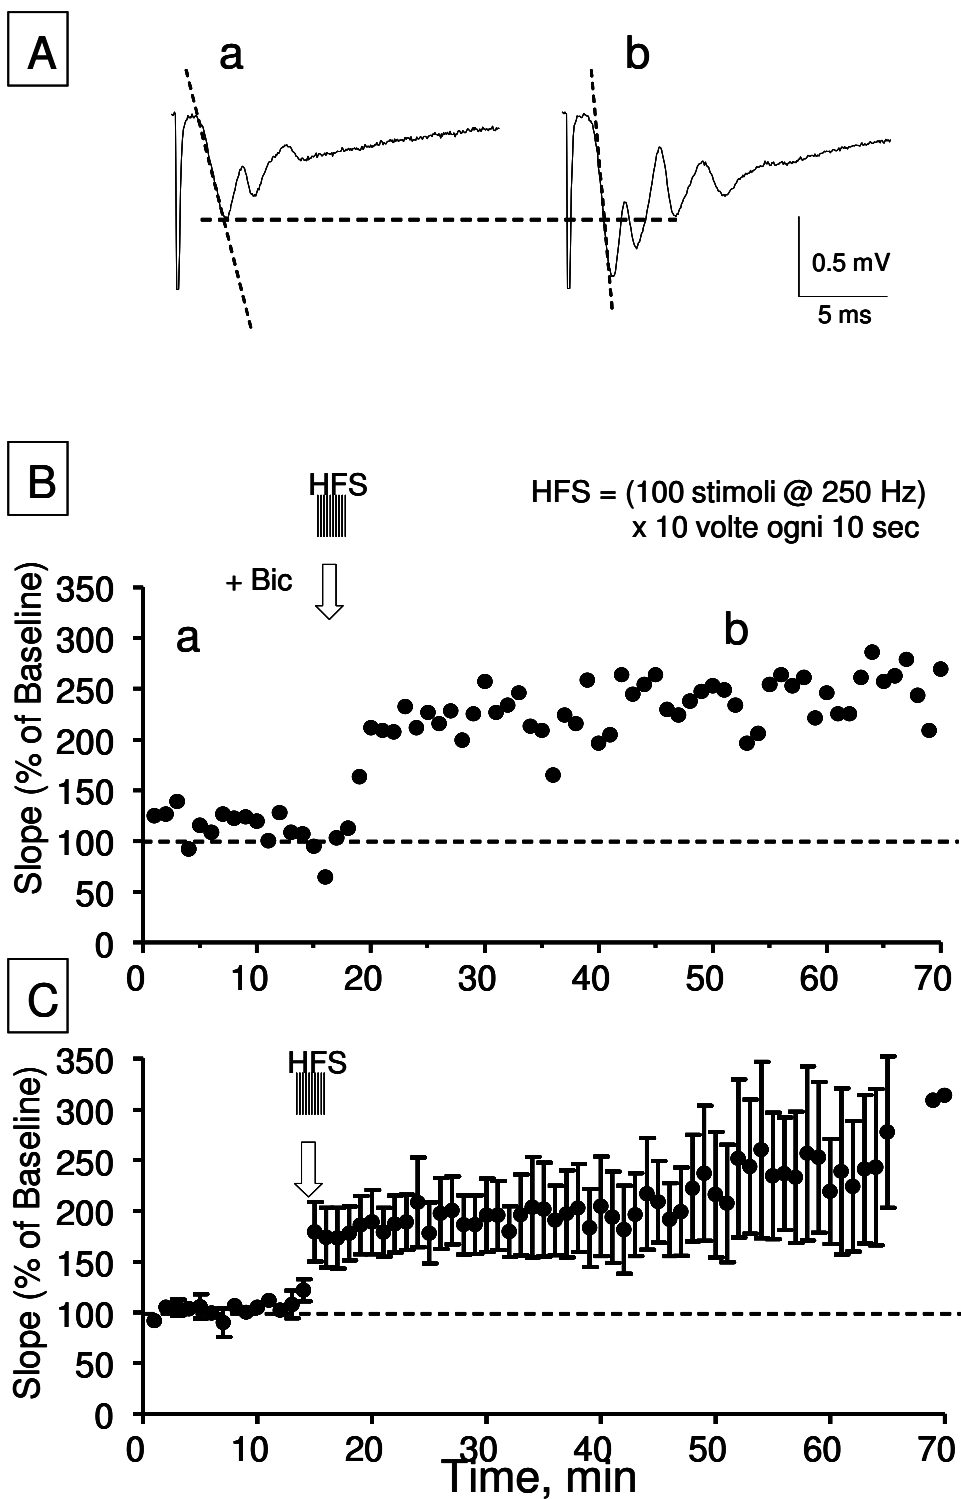 A
a
b
0.5 mV
5 ms
B
HFS
HFS = (100 stimoli @ 250 Hz)
x 10 volte ogni 10 sec
+ Bic
a
b
Slope (% of Baseline)
350
300
250
200
150
100
50
0
0 10 20 30 40 50 60 70
C
HFS
Slope (% of Baseline)
350
300
250
200
150
100
50
0
0 10 20 30 40 50 60 70
Time, min